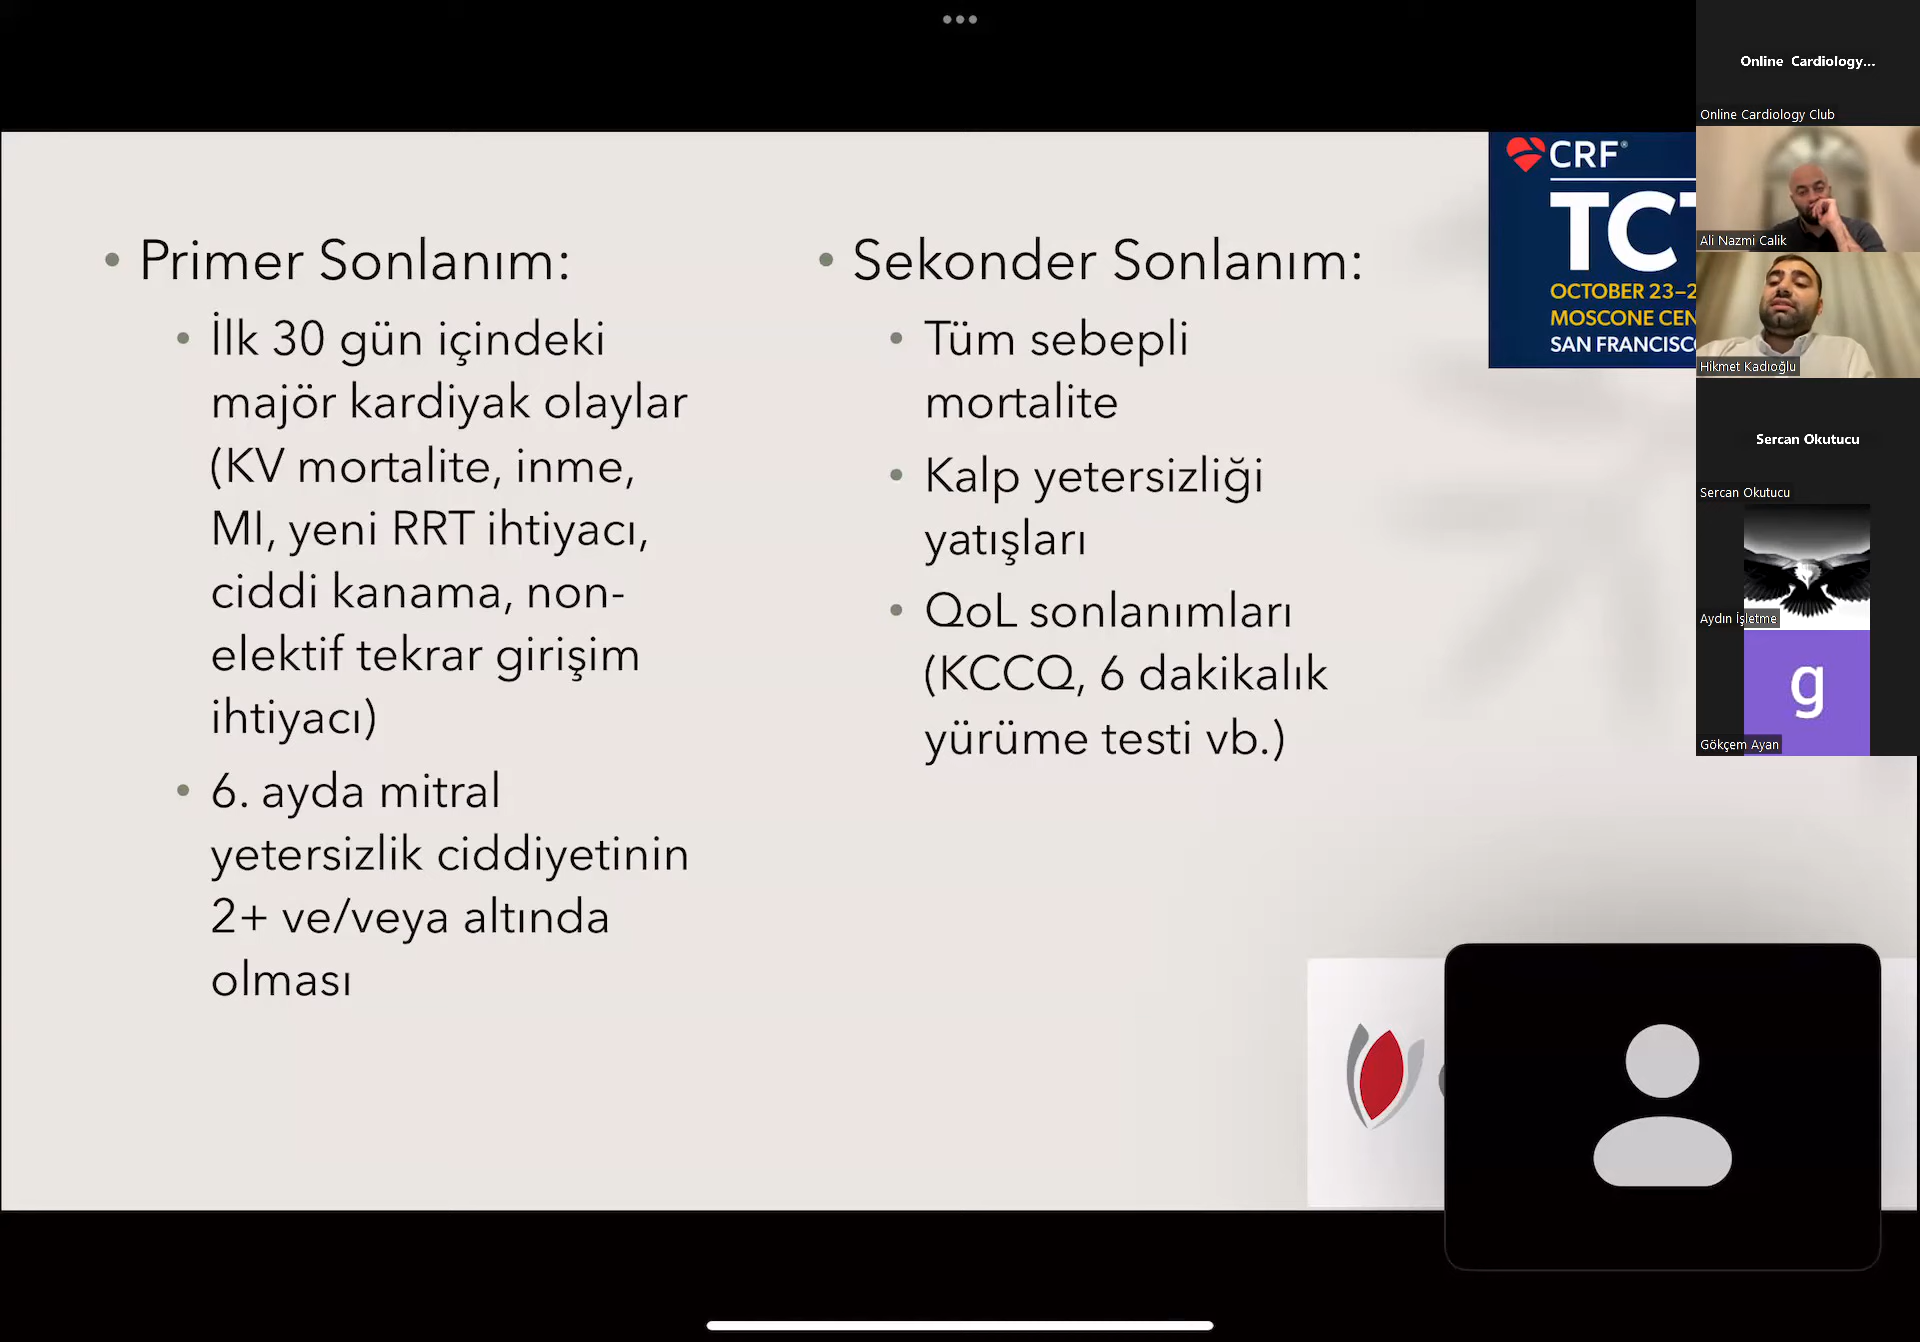 • Primer Sonlanım:
• İlk 30 gün içindeki
majör kardiyak olaylar
(KV mortalite, inme,
MI, yeni RRT ihtiyacı,
ciddi kanama, non-
elektif tekrar girişim
ihtiyacı)
• 6. ayda mitral
yetersizlik ciddiyetinin
2+ ve/veya altında
olması
• Sekonder Sonlanım:
• Tüm sebepli
mortalite
• Kalp yetersizliği
yatışları
• QoL sonlanımları
(KCCQ, 6 dakikalık
yürüme testi vb.)
CRF®
TCT
OCTOBER 23–2
MOSCONE CEN
SAN FRANCISCO
Online Cardiology...
Online Cardiology Club
Ali Nazmi Calik
Hikmet Kadıoğlu
Sercan Okutucu
Sercan Okutucu
Aydın İşletme
g
Gökçem Ayan